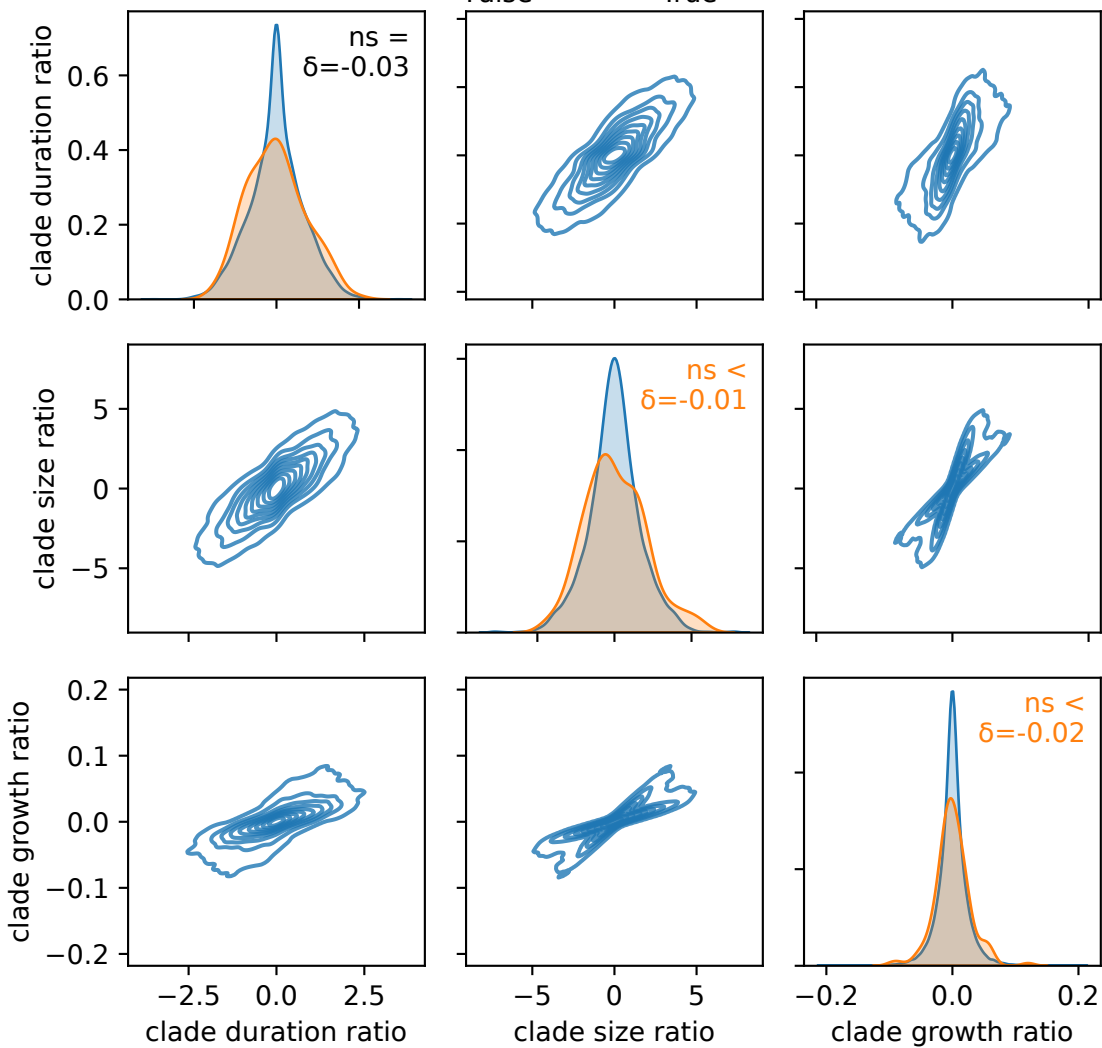 ns =
δ=-0.03
clade duration ratio
0.6
0.4
0.2
0.0
ns <
δ=-0.01
clade size ratio
5
0
−5
ns <
δ=-0.02
clade growth ratio
0.2
0.1
0.0
−0.1
−0.2
−2.5 0.0 2.5
−5 0 5
−0.2 0.0 0.2
clade duration ratio
clade size ratio
clade growth ratio